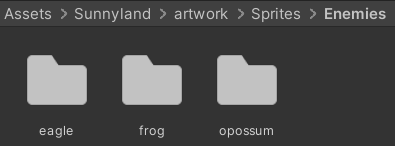 Assets > Sunnyland > artwork > Sprites > Enemies
eagle frog opossum